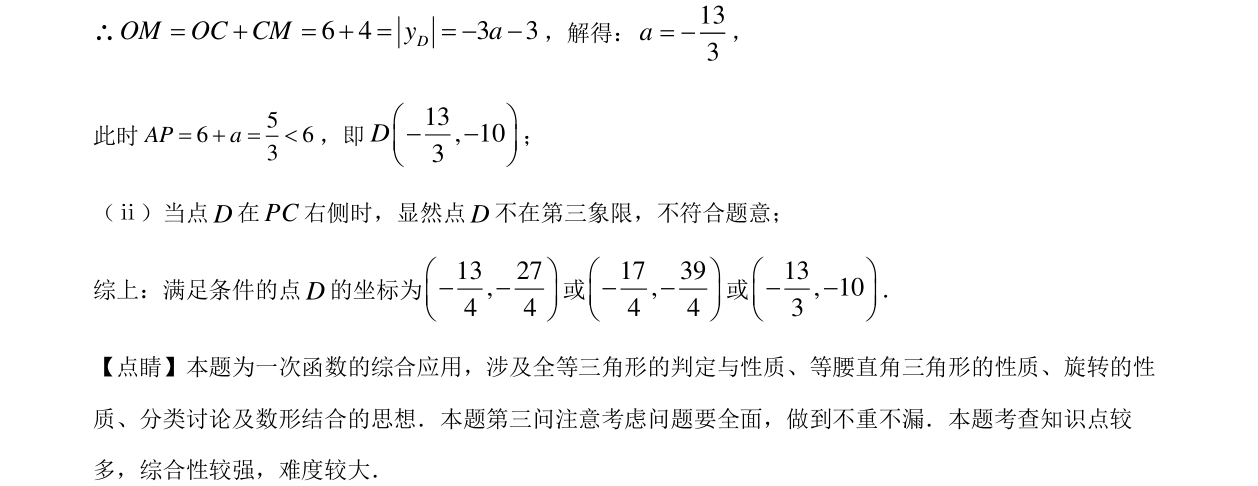 ∴ OM = OC + CM = 6 + 4 = |y_D| = −3a − 3，解得：a = −13/3，
此时 AP = 6 + a = 5/3 < 6，即 D(−13/3, −10)；
（ⅱ）当点 D 在 PC 右侧时，显然点 D 不在第三象限，不符合题意；
综上：满足条件的点 D 的坐标为(−13/4, −27/4)或(−17/4, −39/4)或(−13/3, −10)．
【点睛】本题为一次函数的综合应用，涉及全等三角形的判定与性质、等腰直角三角形的性质、旋转的性
质、分类讨论及数形结合的思想．本题第三问注意考虑问题要全面，做到不重不漏．本题考查知识点较
多，综合性较强，难度较大．